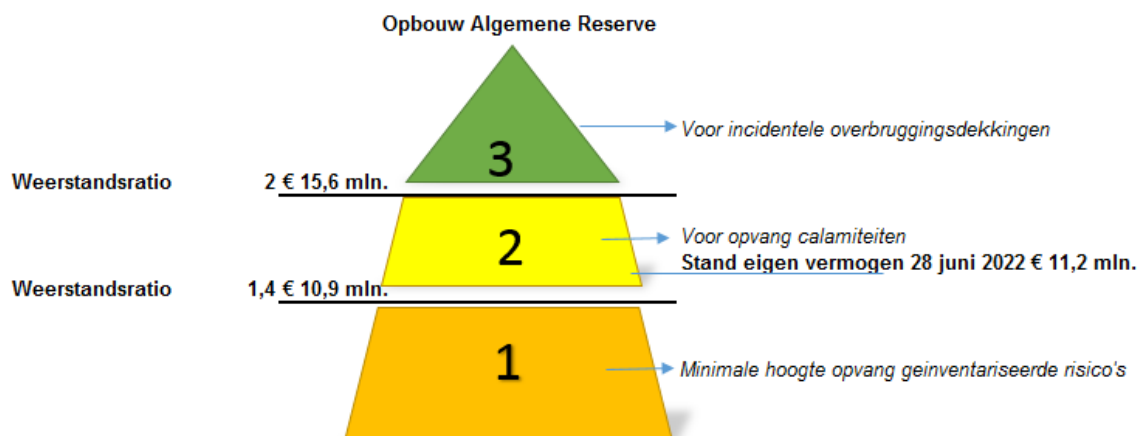 Opbouw Algemene Reserve
3
Voor incidentele overbruggingsdekkingen
Weerstandsratio 2 € 15,6 mln.
2
Voor opvang calamiteiten
Stand eigen vermogen 28 juni 2022 € 11,2 mln.
Weerstandsratio 1,4 € 10,9 mln.
1
Minimale hoogte opvang geinventariseerde risico's